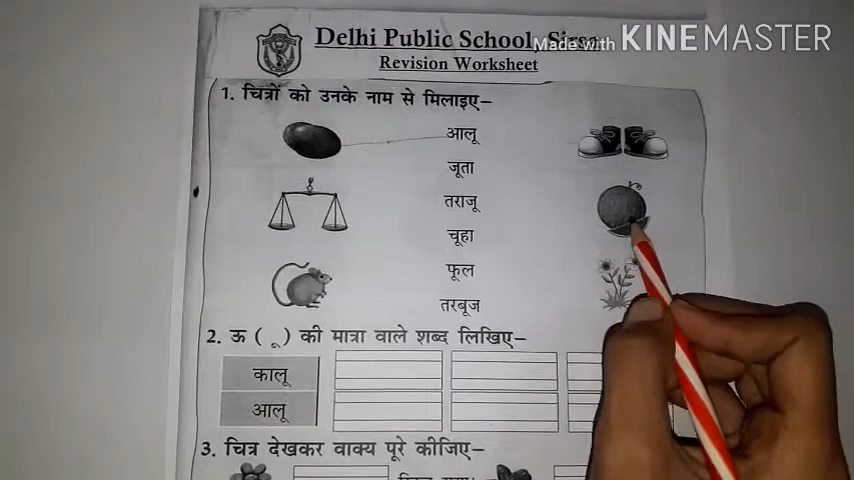 Delhi Public School, Sirsa
Made with KINEMASTER
Revision Worksheet
1. चित्रों को उनके नाम से मिलाइए–
आलू
जूता
तराजू
चूहा
फूल
तरबूज
2. ऊ ( ू ) की मात्रा वाले शब्द लिखिए–
कालू
आलू
3. चित्र देखकर वाक्य पूरे कीजिए–